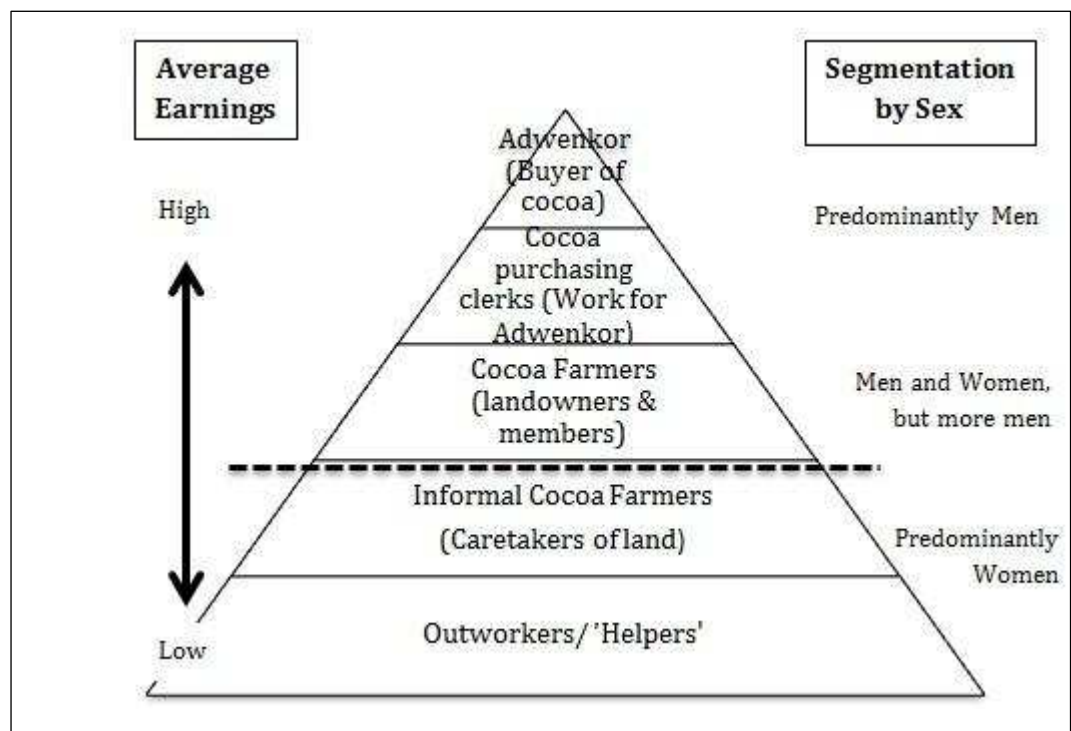 Average
Earnings
Segmentation
by Sex
Adwenkor
(Buyer of
cocoa)
High
Predominantly Men
Cocoa
purchasing
clerks (Work for
Adwenkor)
Cocoa Farmers
(landowners &
members)
Men and Women,
but more men
Informal Cocoa Farmers
(Caretakers of land)
Predominantly
Women
Outworkers/ 'Helpers'
Low